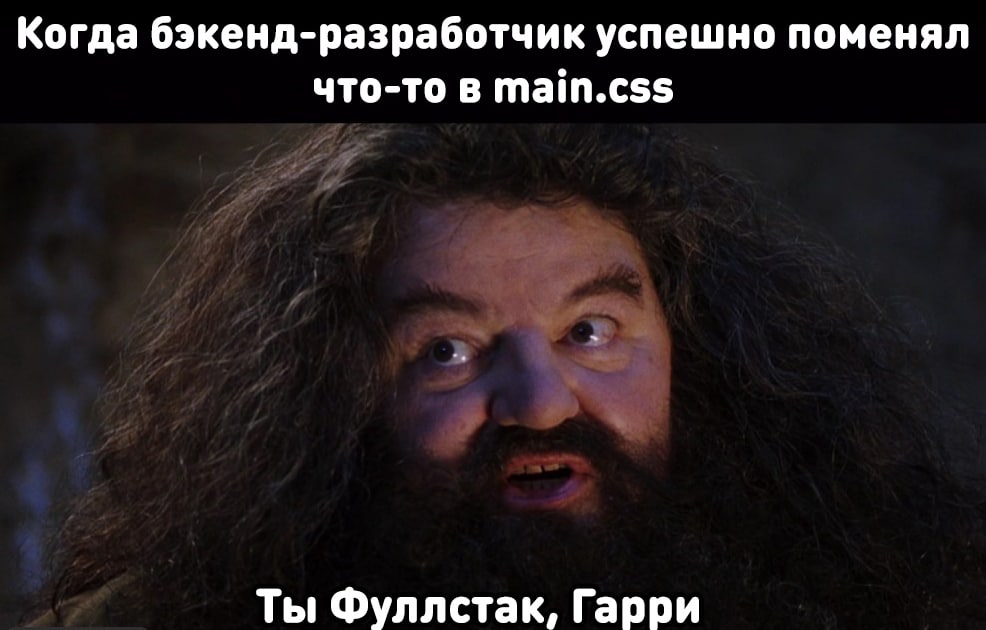 Когда бэкенд-разработчик успешно поменял
что-то в main.css
Ты Фуллстак, Гарри